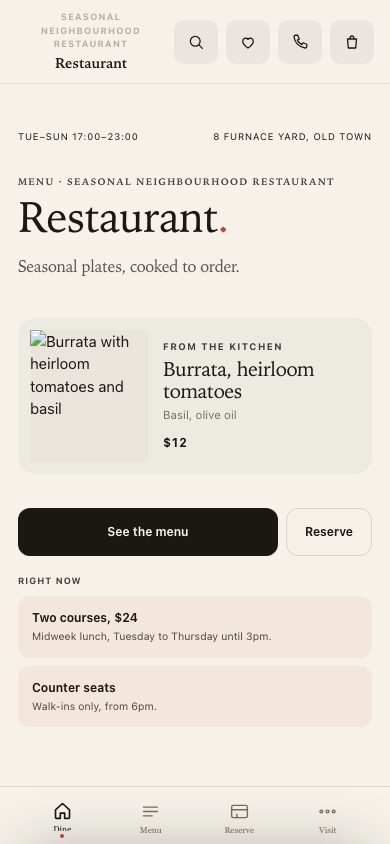 SEASONAL
NEIGHBOURHOOD
RESTAURANT
Restaurant
TUE–SUN 17:00–23:00
8 FURNACE YARD, OLD TOWN
MENU · SEASONAL NEIGHBOURHOOD RESTAURANT
Restaurant.
Seasonal plates, cooked to order.
Burrata with
heirloom
tomatoes and
basil
FROM THE KITCHEN
Burrata, heirloom
tomatoes
Basil, olive oil
$12
See the menu
Reserve
RIGHT NOW
Two courses, $24
Midweek lunch, Tuesday to Thursday until 3pm.
Counter seats
Walk-ins only, from 6pm.
Dine
Menu
Reserve
Visit